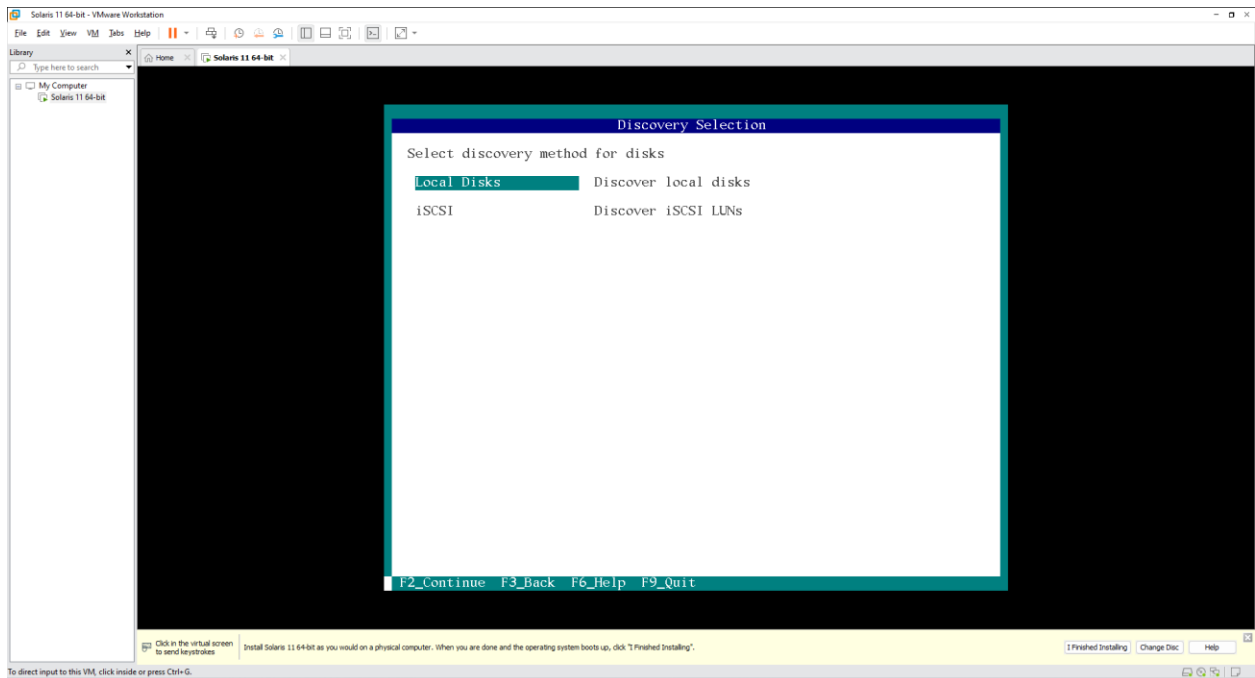 Solaris 11 64-bit - VMware Workstation
File Edit View VM Tabs Help
Library
Type here to search
My Computer
Solaris 11 64-bit
Home
Solaris 11 64-bit
Discovery Selection
Select discovery method for disks
Local Disks Discover local disks
iSCSI Discover iSCSI LUNs
F2_Continue F3_Back F6_Help F9_Quit
Click in the virtual screen
to send keystrokes
Install Solaris 11 64-bit as you would on a physical computer. When you are done and the operating system boots up, click "I Finished Installing".
I Finished Installing Change Disc Help
To direct input to this VM, click inside or press Ctrl+G.